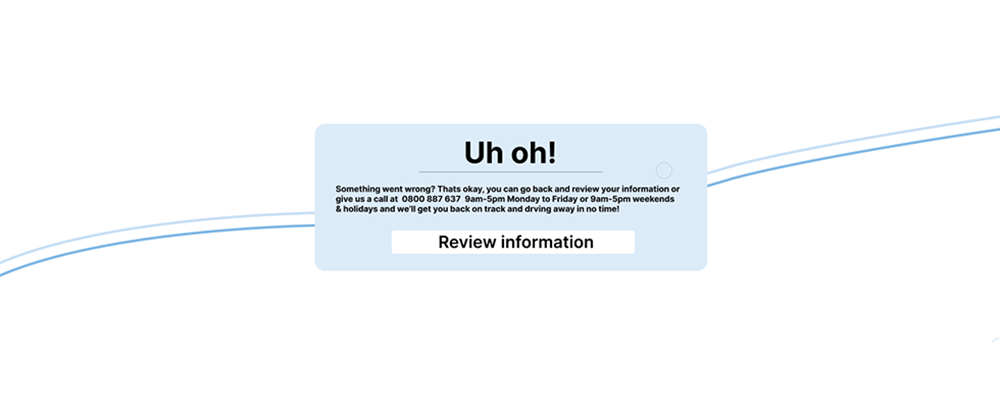 Uh oh!
Something went wrong? Thats okay, you can go back and review your information or
give us a call at 0800 887 637 9am-5pm Monday to Friday or 9am-5pm weekends
& holidays and we'll get you back on track and drving away in no time!
Review information